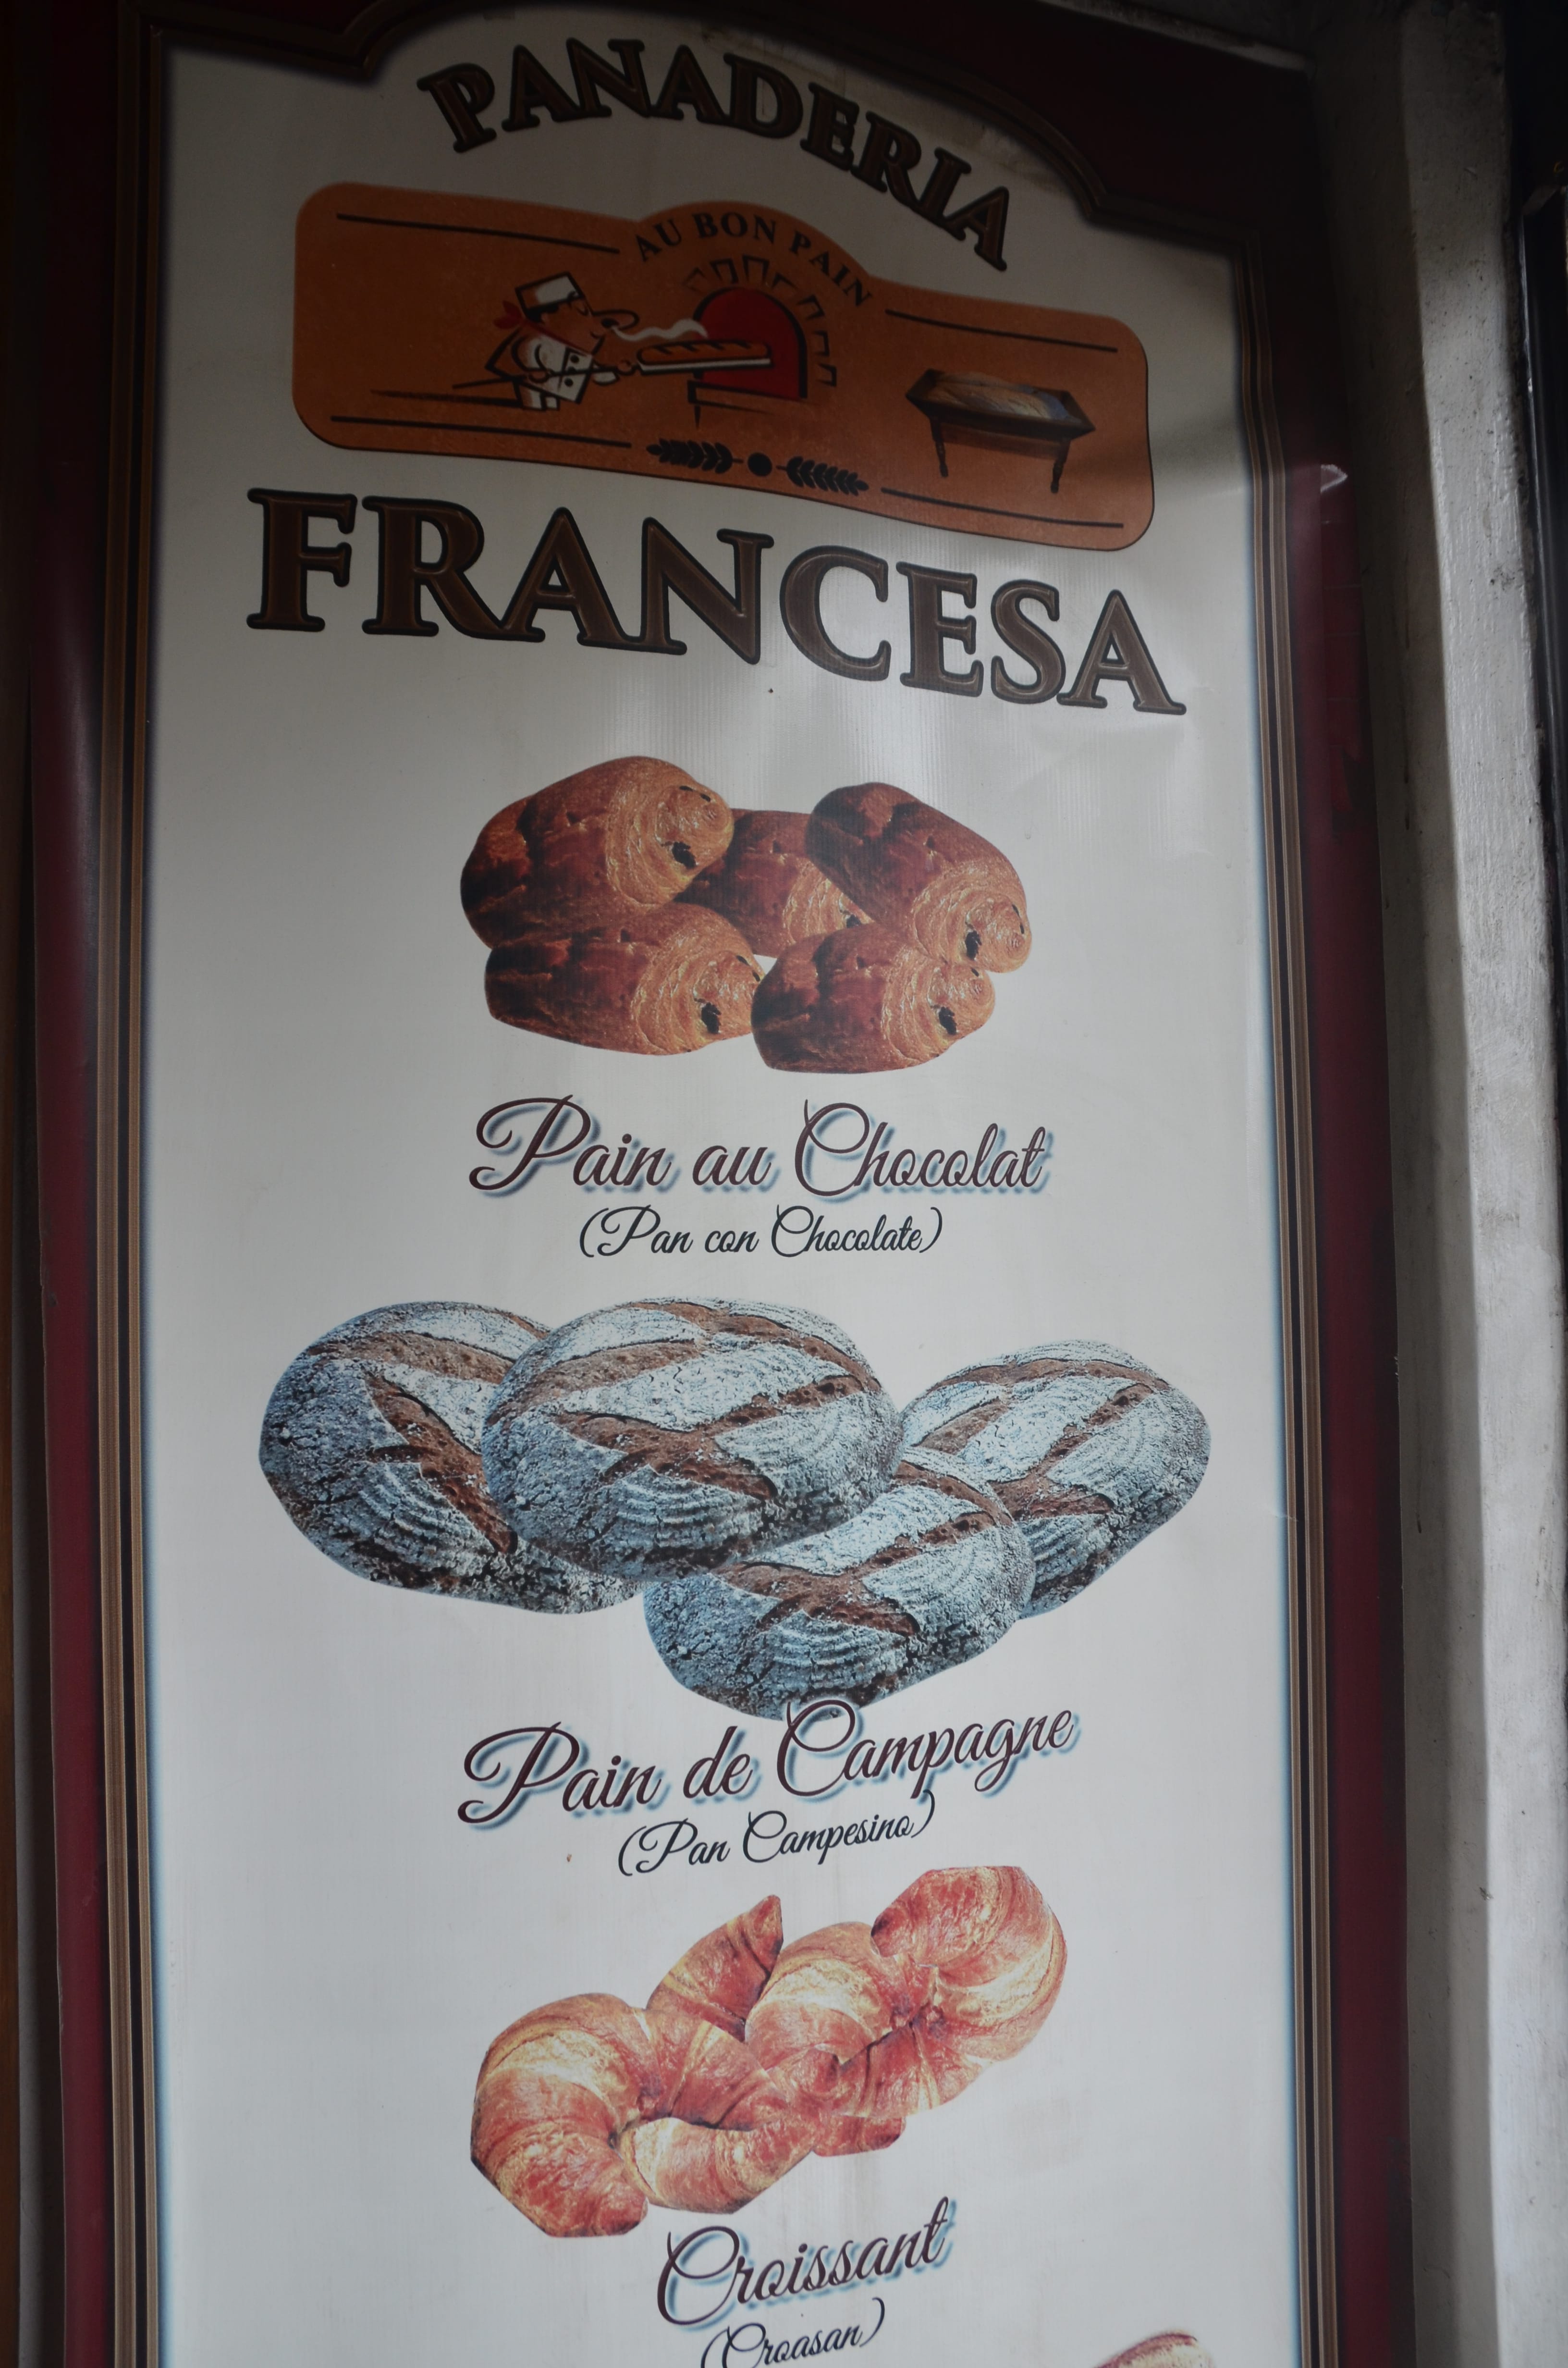 PANADERIA
AU BON PAIN
FRANCESA
Pain au Chocolat
(Pan con Chocolate)
Pain de Campagne
(Pan Campesino)
Croissant
(Croasan)